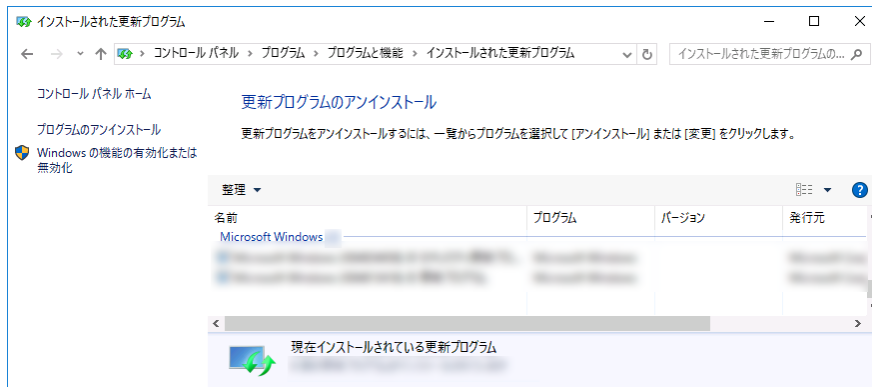 インストールされた更新プログラム
コントロール パネル › プログラム › プログラムと機能 › インストールされた更新プログラム
インストールされた更新プログラムの...
コントロール パネル ホーム
プログラムのアンインストール
Windows の機能の有効化または
無効化
更新プログラムのアンインストール
更新プログラムをアンインストールするには、一覧からプログラムを選択して [アンインストール] または [変更] をクリックします。
整理
名前 プログラム バージョン 発行元
Microsoft Windows
現在インストールされている更新プログラム